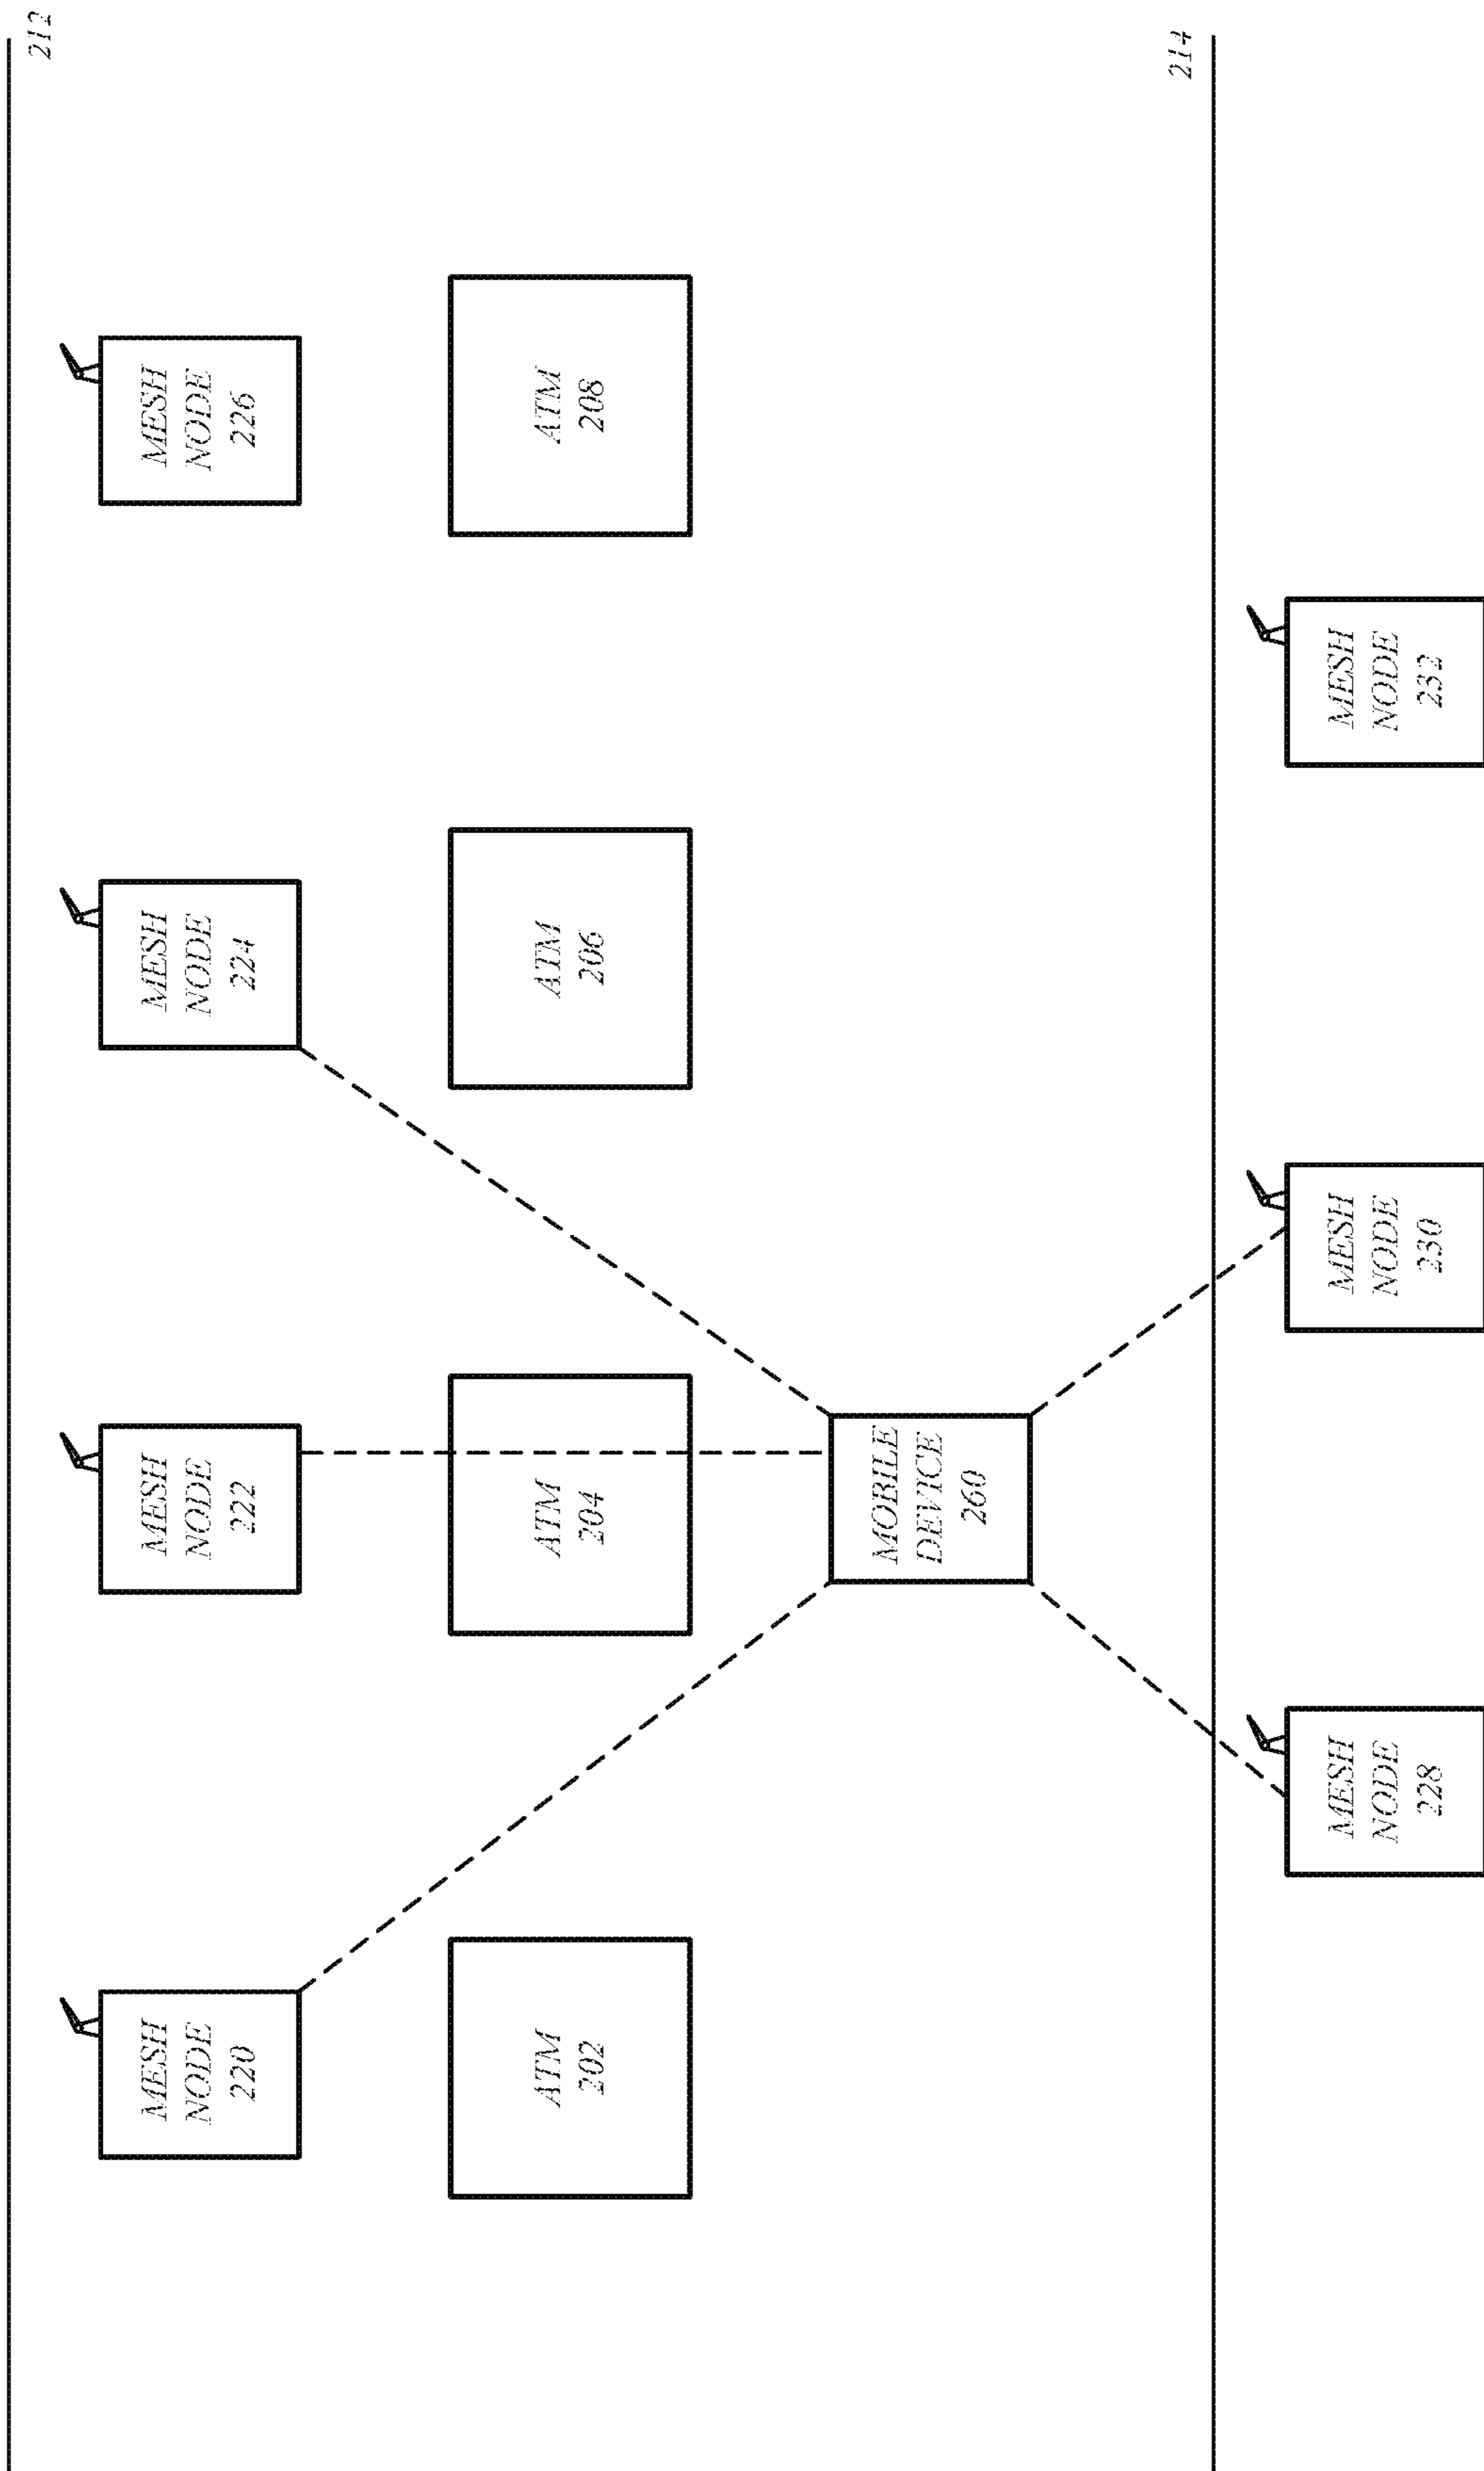 212
MESH
NODE
220
MESH
NODE
222
MESH
NODE
224
MESH
NODE
226
ATM
202
ATM
204
ATM
206
ATM
208
MOBILE
DEVICE
260
214
MESH
NODE
228
MESH
NODE
230
MESH
NODE
232